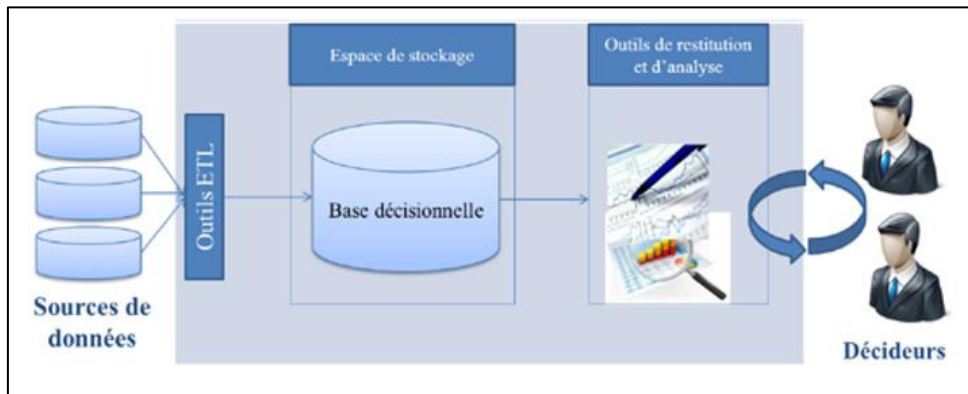 Espace de stockage
Outils de restitution
et d'analyse
Outils ETL
Base décisionnelle
Sources de
données
Décideurs